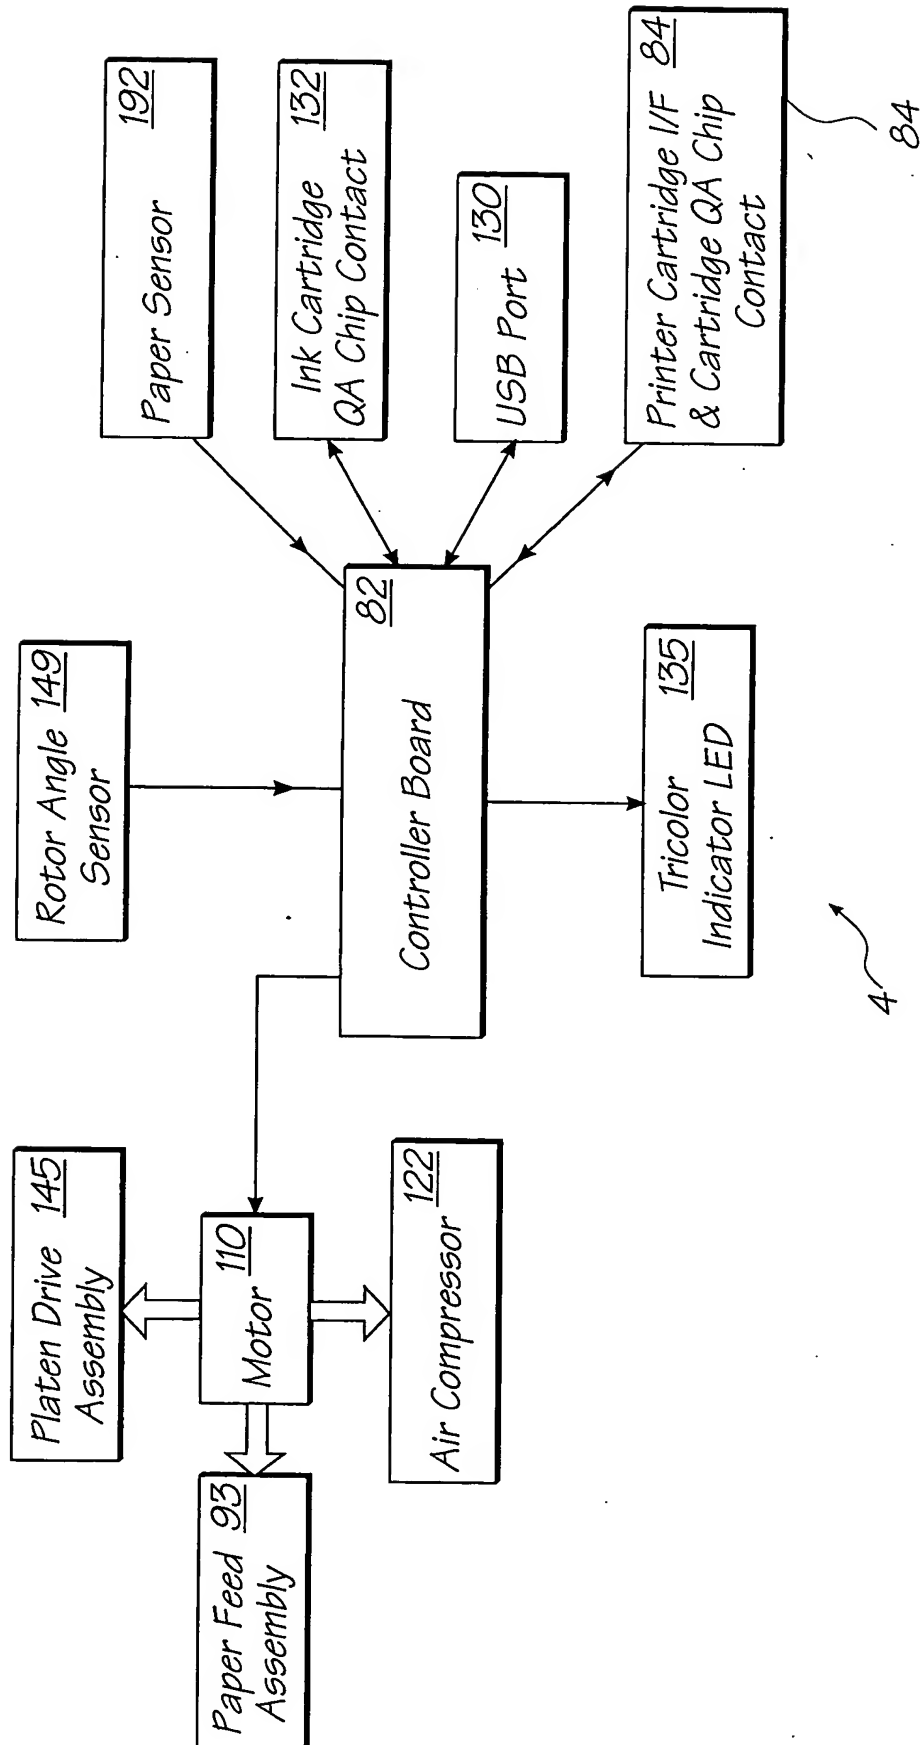 Paper Feed 93
Assembly
Platen Drive 145
Assembly
Motor 110
Air Compressor 122
Rotor Angle 149
Sensor
Controller Board 82
Tricolor
Indicator LED 135
Paper Sensor 192
Ink Cartridge 132
QA Chip Contact
USB Port 130
Printer Cartridge I/F 84
& Cartridge QA Chip
Contact
84
4